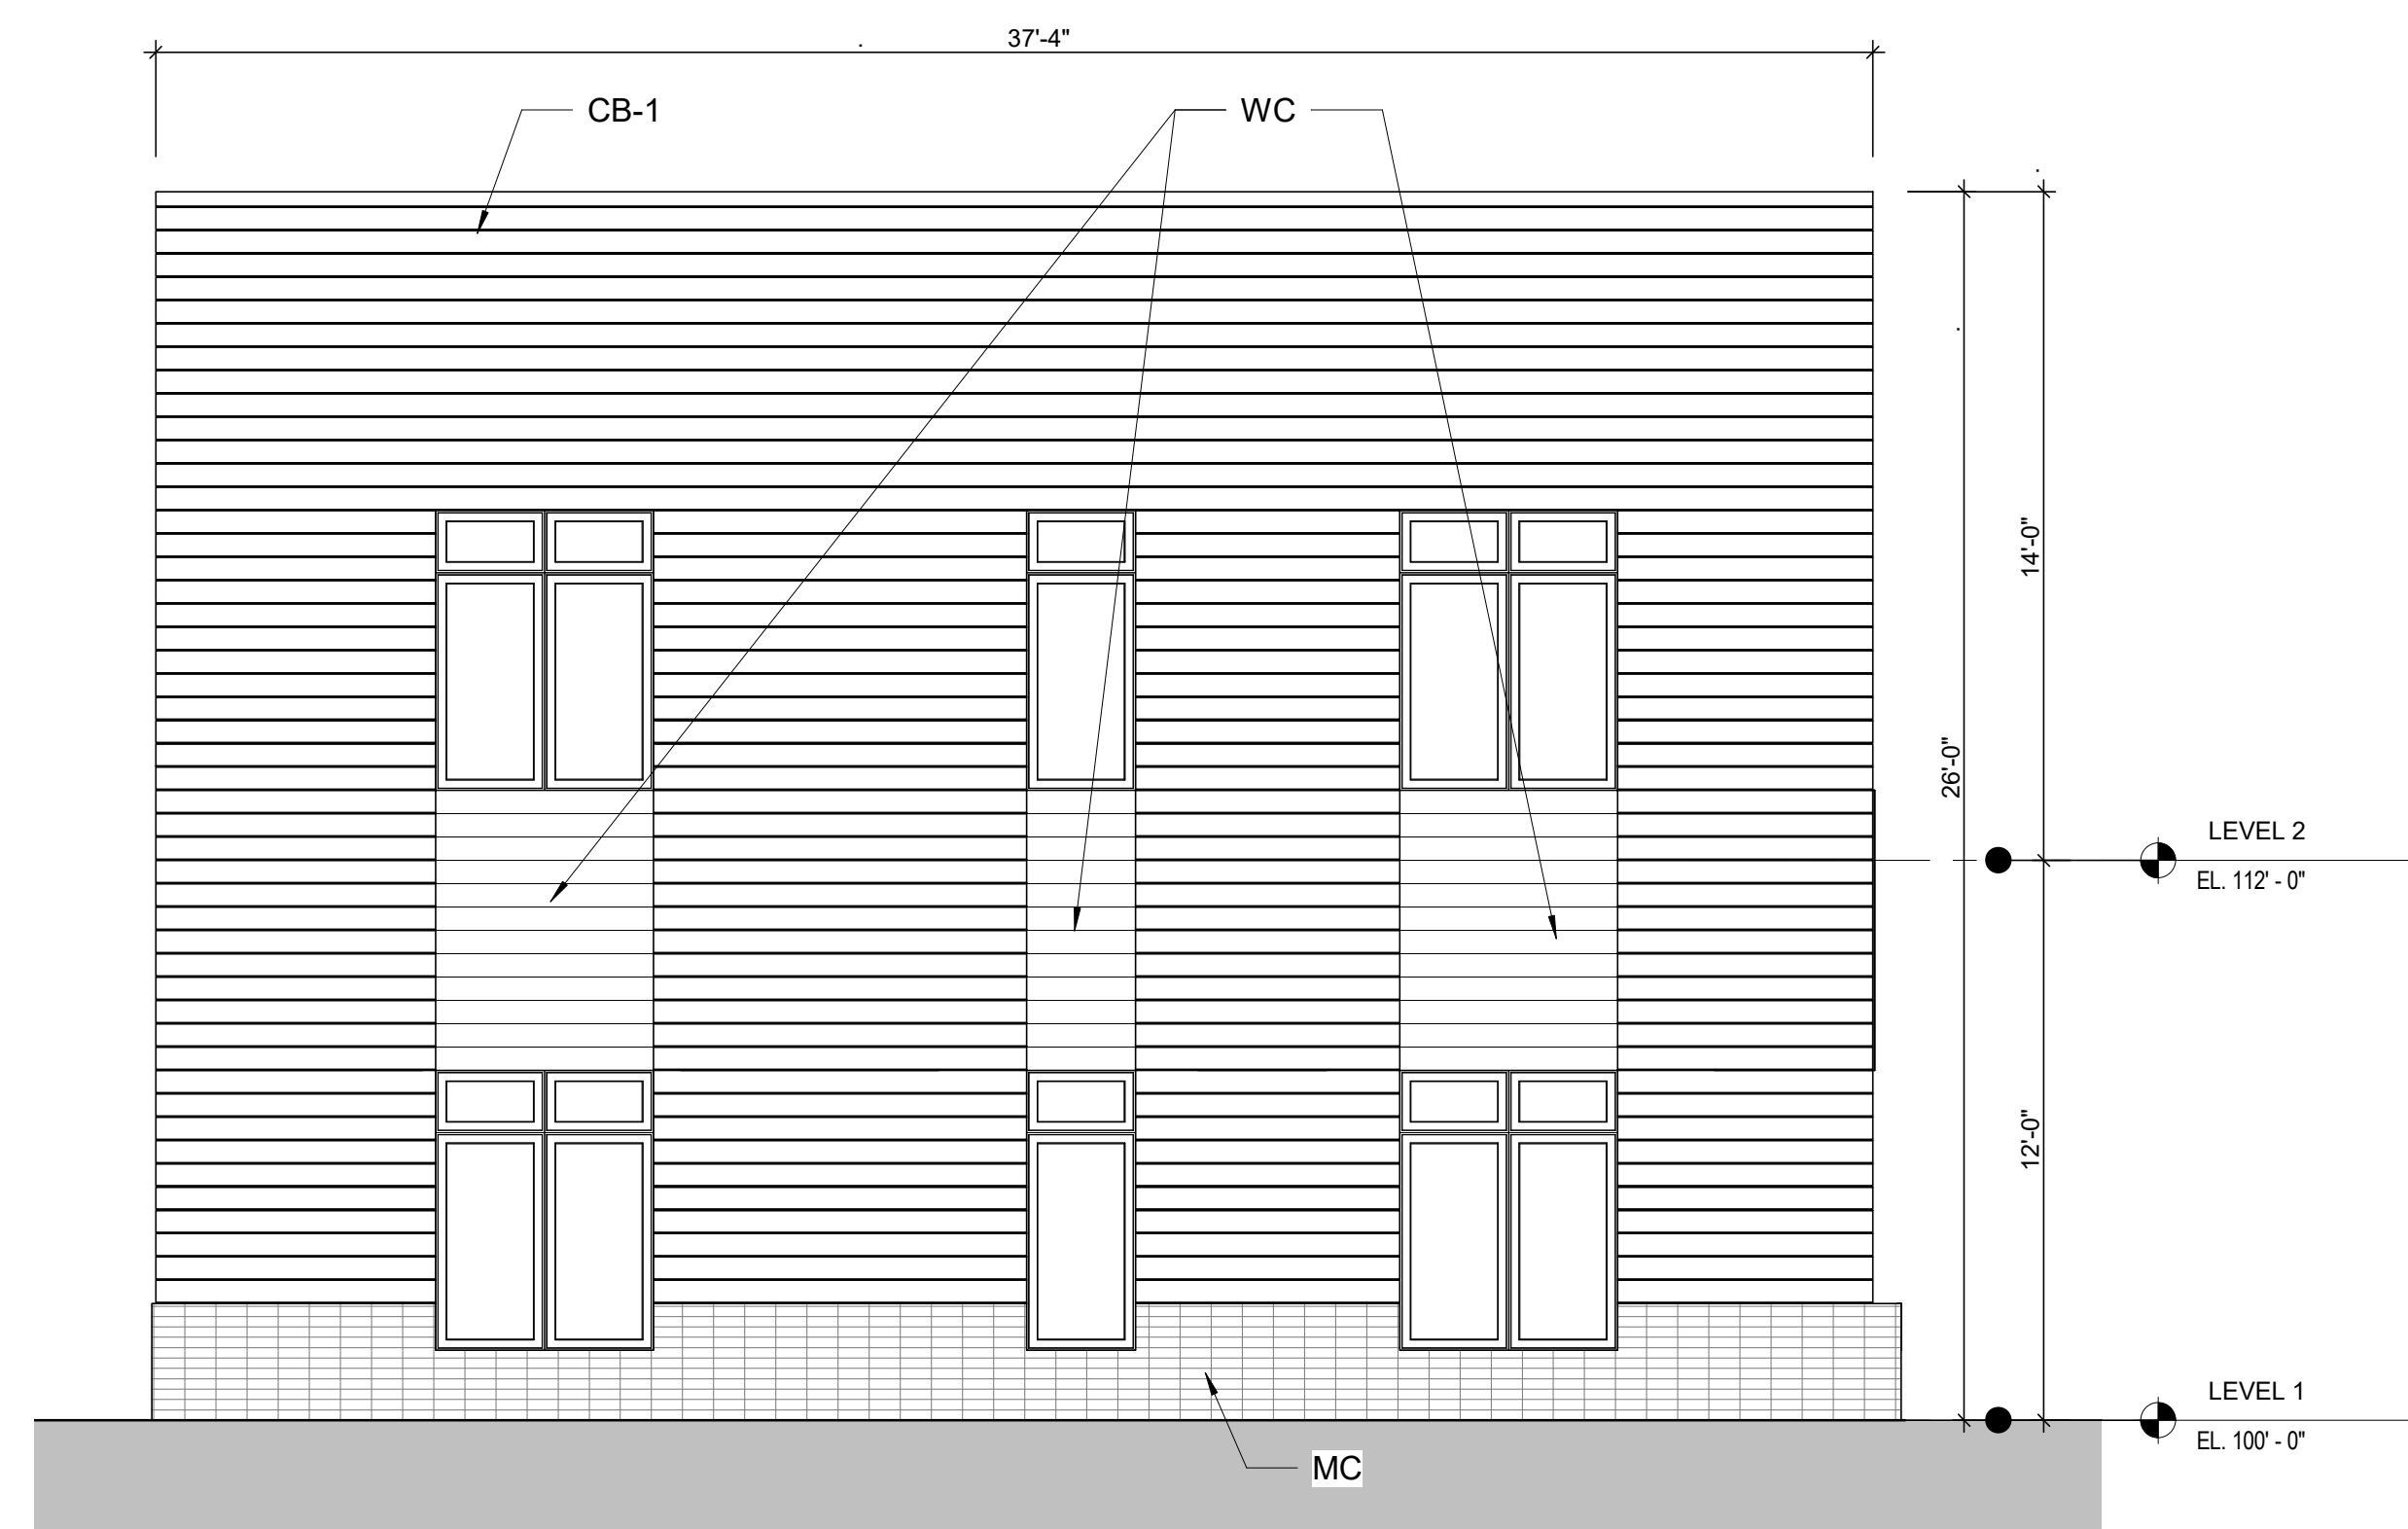 37'-4"
CB-1
WC
14'-0"
26'-0"
LEVEL 2
EL. 112' - 0"
12'-0"
LEVEL 1
EL. 100' - 0"
MC